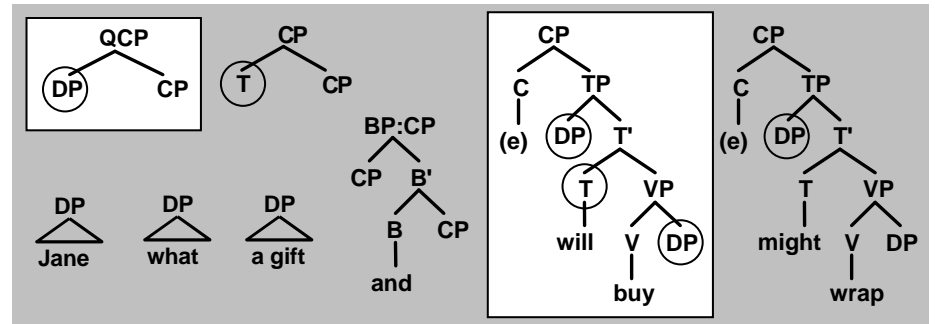 QCP
DP CP
CP
T CP
BP:CP
CP B'
B CP
and
DP
Jane
DP
what
DP
a gift
CP
C TP
(e) DP T'
T VP
will V DP
buy
CP
C TP
(e) DP T'
T VP
might V DP
wrap